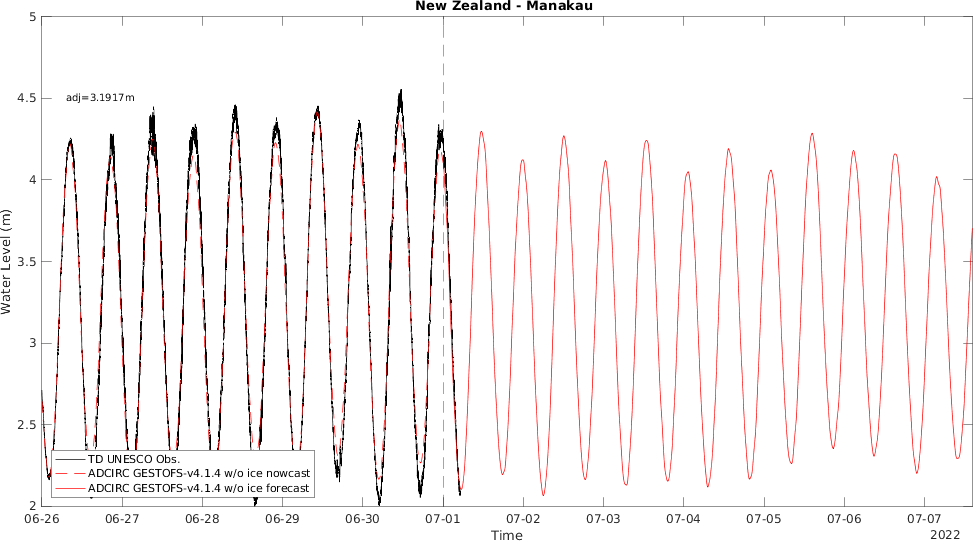 New Zealand - Manakau
5
4.5
4
3.5
3
2.5
2
Water Level (m)
adj=3.1917m
TD UNESCO Obs.
ADCIRC GESTOFS-v4.1.4 w/o ice nowcast
ADCIRC GESTOFS-v4.1.4 w/o ice forecast
06-26 06-27 06-28 06-29 06-30 07-01 07-02 07-03 07-04 07-05 07-06 07-07
Time
2022